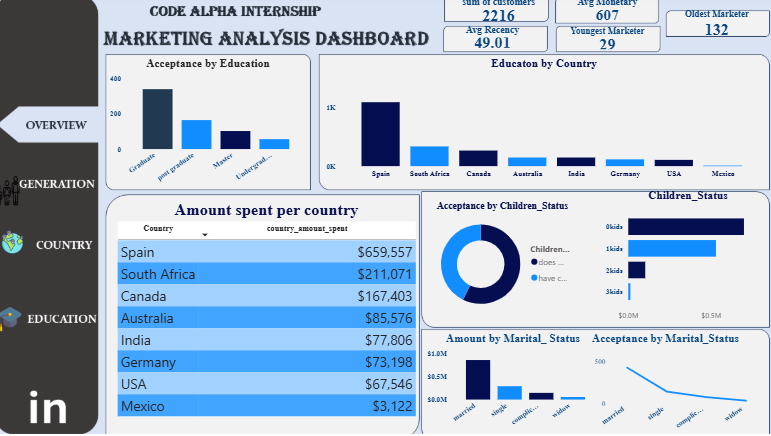 CODE ALPHA INTERNSHIP
MARKETING ANALYSIS DASHBOARD
sum of customers
2216
Avg Monetary
607
Oldest Marketer
132
Avg Recency
49.01
Youngest Marketer
29
OVERVIEW
GENERATION
COUNTRY
EDUCATION
in
Acceptance by Education
400
200
0
Graduate
post graduate
Master
Undergrad...
Educaton by Country
1K
0K
Spain
South Africa
Canada
Australia
India
Germany
USA
Mexico
Amount spent per country
Country country_amount_spent
Spain $659,557
South Africa $211,071
Canada $167,403
Australia $85,576
India $77,806
Germany $73,198
USA $67,546
Mexico $3,122
Acceptance by Children_Status
Children...
does ...
have c...
Children_Status
0kids
1kids
2kids
3kids
$0.0M $0.5M
Amount by Marital_ Status
$1.0M
$0.5M
$0.0M
married
single
complic...
widow
Acceptance by Marital_Status
500
0
married
single
complic...
widow